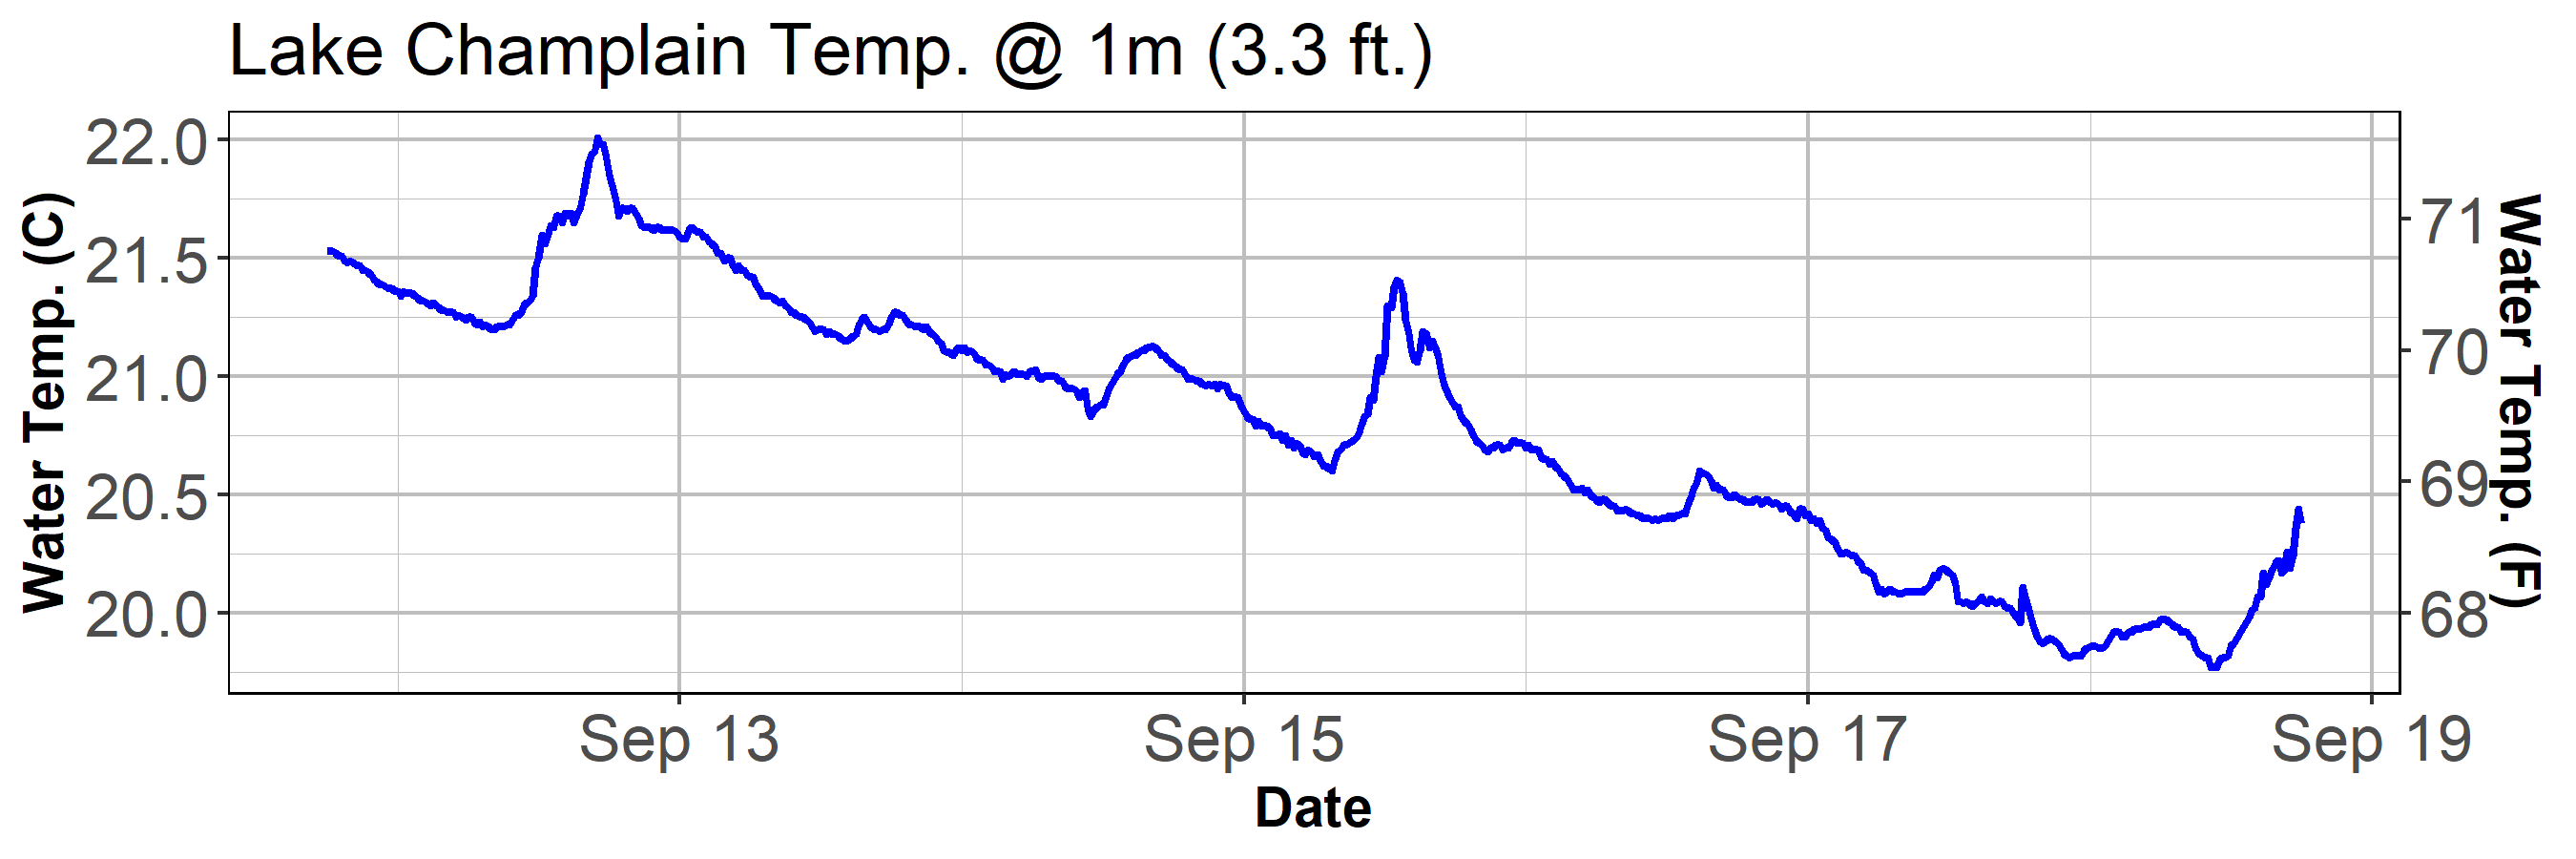 Lake Champlain Temp. @ 1m (3.3 ft.)
Water Temp. (C)
22.0
21.5
21.0
20.5
20.0
71
70
69
68
Water Temp. (F)
Sep 13 Sep 15 Sep 17 Sep 19
Date